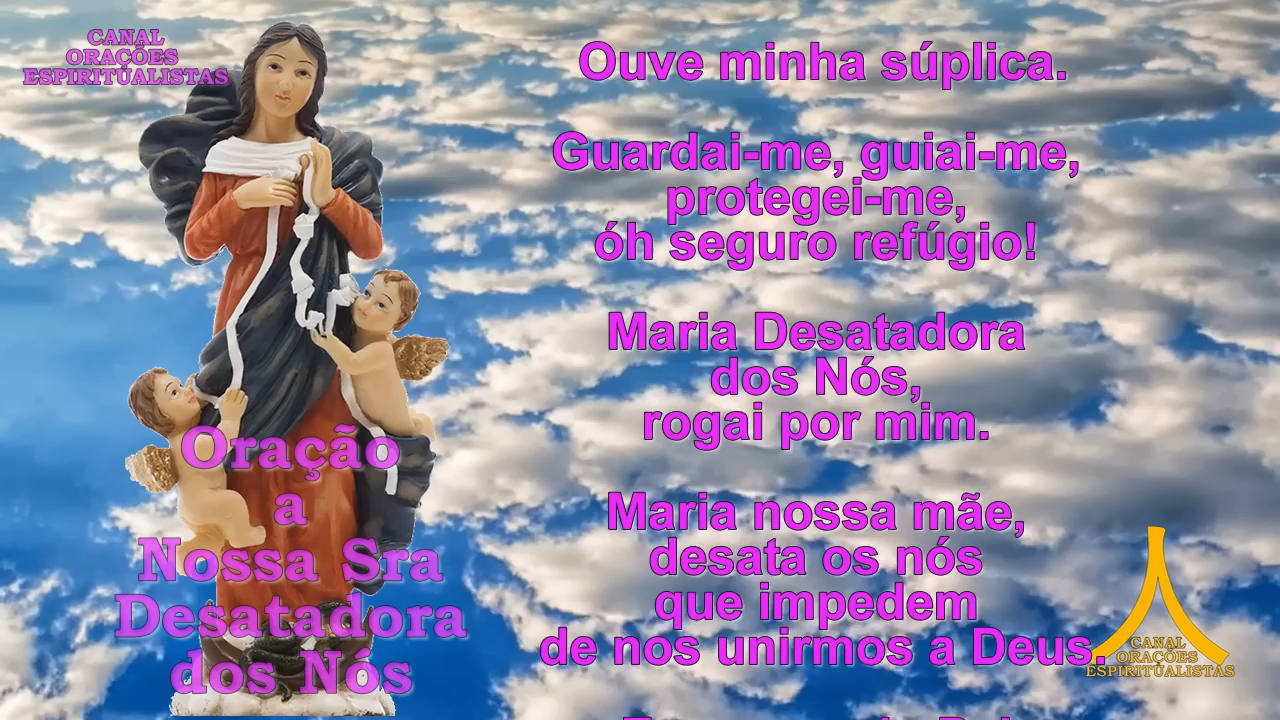 CANAL
ORAÇÕES
ESPIRITUALISTAS
Oração
a
Nossa Sra
Desatadora
dos Nós
Ouve minha súplica.
Guardai-me, guiai-me,
protegei-me,
óh seguro refúgio!
Maria Desatadora
dos Nós,
rogai por mim.
Maria nossa mãe,
desata os nós
que impedem
de nos unirmos a Deus.
CANAL
ORAÇÕES
ESPIRITUALISTAS